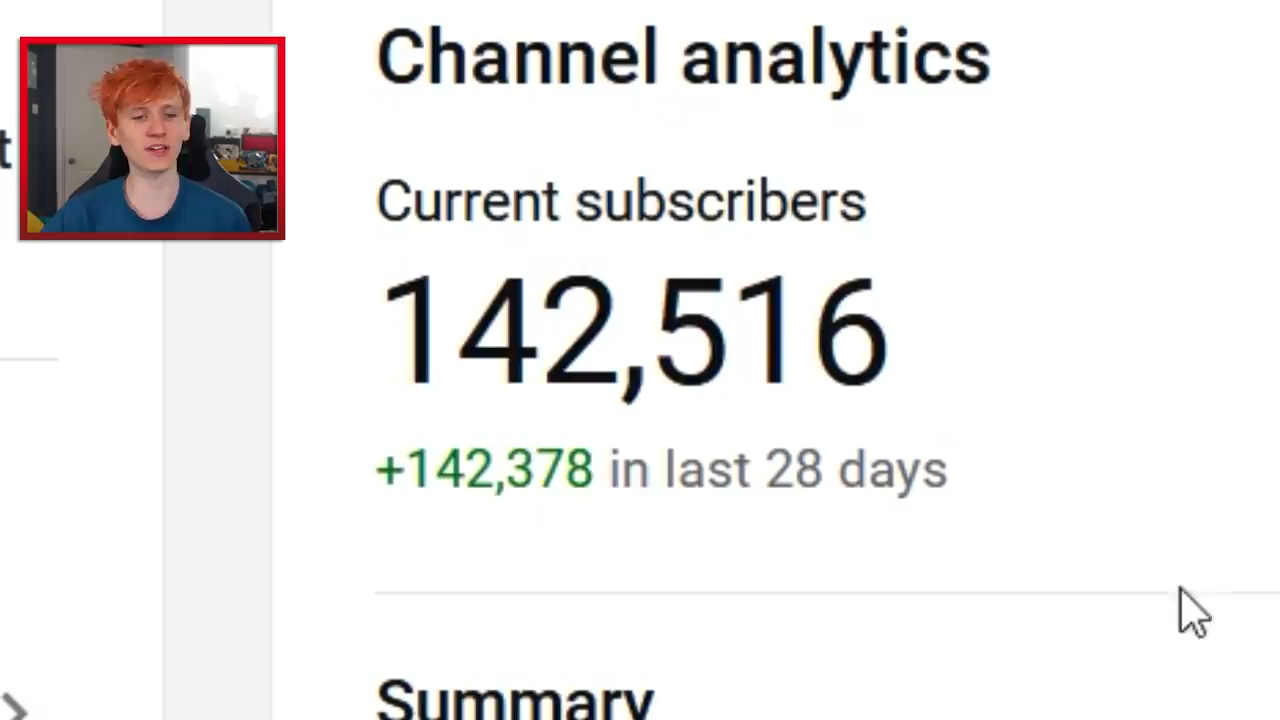 Channel analytics
t
Current subscribers
142,516
+142,378 in last 28 days
Summary